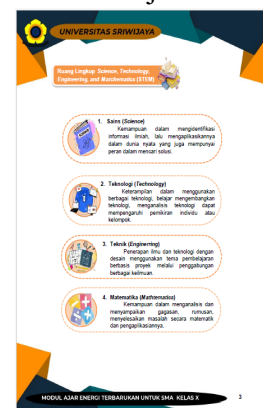 UNIVERSITAS SRIWIJAYA
Ruang Lingkup Science, Technology,
Engineering, and Marthematica (STEM)
1. Sains (Science)
Kemampuan dalam mengidentifikasi
informasi ilmiah, lalu mengaplikasikannya
dalam dunia nyata yang juga mempunyai
peran dalam mencari solusi.
2. Teknologi (Technology)
Keterampilan dalam menggunakan
berbagai teknologi, belajar mengembangkan
teknologi, menganalisis teknologi dapat
mempengaruhi pemikiran individu atau
kelompok.
3. Teknik (Enginerring)
Penerapan ilmu dan teknologi dengan
desain menggunakan tema pembelajaran
berbasis proyek melalui penggabungan
berbagai keilmuan.
4. Matematika (Mathematica)
Kemampuan dalam menganalisis dan
menyampaikan gagasan, rumusan,
menyelesaikan masalah secara matematik
dan pengaplikasiannya.
MODUL AJAR ENERGI TERBARUKAN UNTUK SMA KELAS X
3